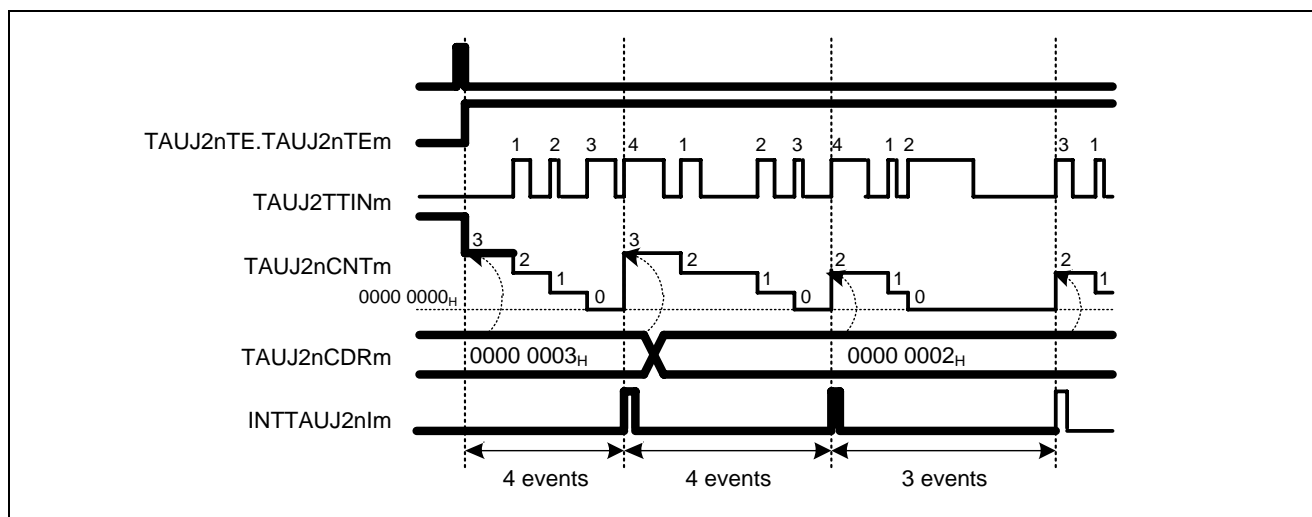 TAUJ2nTE.TAUJ2nTEm
1 2 3 4 1 2 3 4 1 2 3 1
TAUJ2TTINm
3 2 1 0 3 2 1 0 2 1 0 2 1
TAUJ2nCNTm
0000 0000H
TAUJ2nCDRm
0000 0003H 0000 0002H
INTTAUJ2nIm
4 events 4 events 3 events